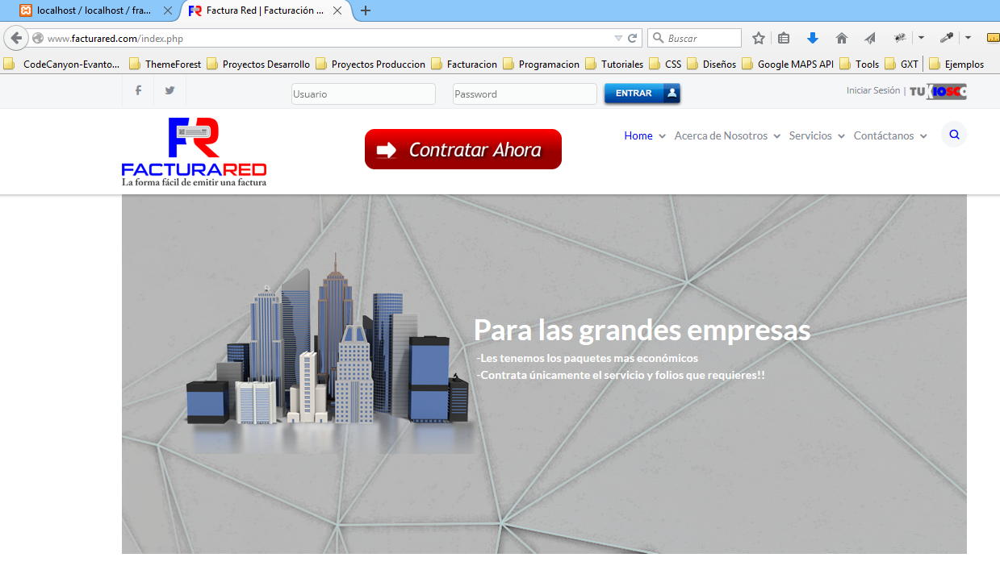 localhost / localhost / fra...
Factura Red | Facturación ...
www.facturared.com/index.php
Buscar
CodeCanyon-Evanto...
ThemeForest
Proyectos Desarrollo
Proyectos Produccion
Facturacion
Programacion
Tutoriales
CSS
Diseños
Google MAPS API
Tools
GXT
Ejemplos
Usuario
Password
ENTRAR
Iniciar Sesión | TUKIOSCO
FR
FACTURARED
La forma fácil de emitir una factura
Contratar Ahora
Home
Acerca de Nosotros
Servicios
Contáctanos
Para las grandes empresas
-Les tenemos los paquetes mas económicos
-Contrata únicamente el servicio y folios que requieres!!